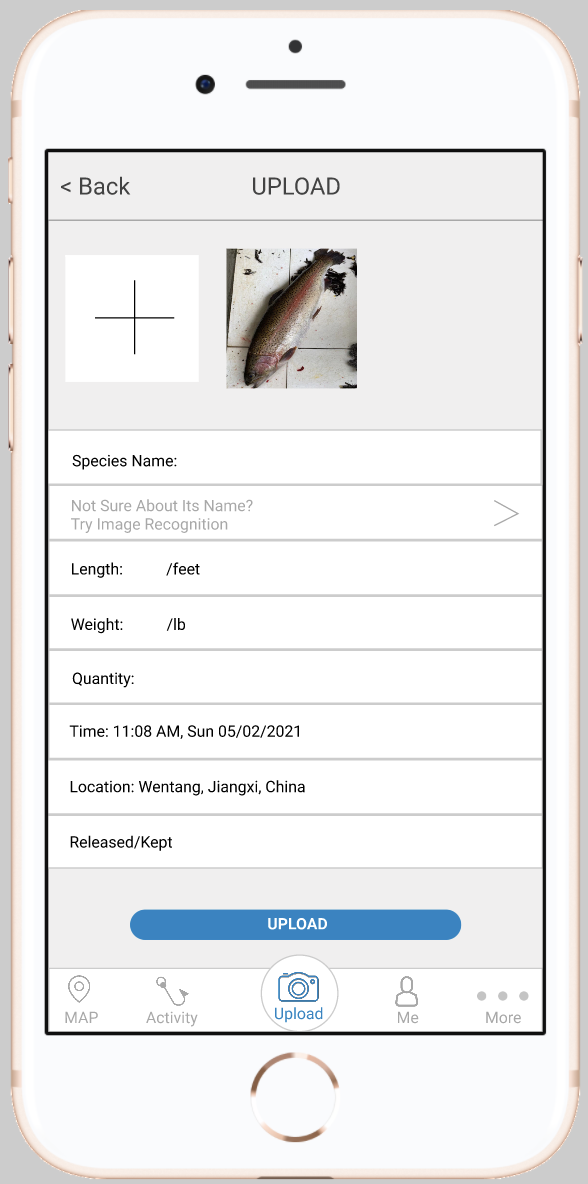 < Back
UPLOAD
Species Name:
Not Sure About Its Name?
Try Image Recognition
Length: /feet
Weight: /lb
Quantity:
Time: 11:08 AM, Sun 05/02/2021
Location: Wentang, Jiangxi, China
Released/Kept
UPLOAD
MAP
Activity
Upload
Me
More